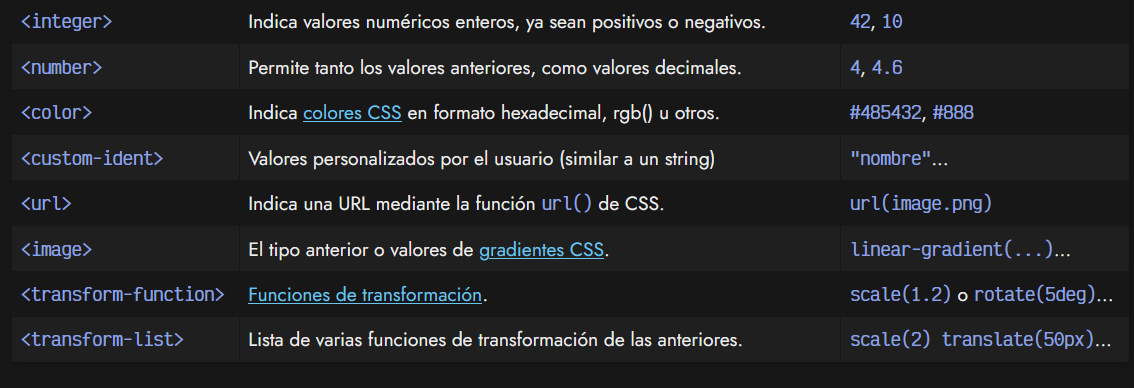 <integer> Indica valores numéricos enteros, ya sean positivos o negativos. 42, 10
<number> Permite tanto los valores anteriores, como valores decimales. 4, 4.6
<color> Indica colores CSS en formato hexadecimal, rgb() u otros. #485432, #888
<custom-ident> Valores personalizados por el usuario (similar a un string) "nombre"...
<url> Indica una URL mediante la función url() de CSS. url(image.png)
<image> El tipo anterior o valores de gradientes CSS. linear-gradient(...)...
<transform-function> Funciones de transformación. scale(1.2) o rotate(5deg)...
<transform-list> Lista de varias funciones de transformación de las anteriores. scale(2) translate(50px)...